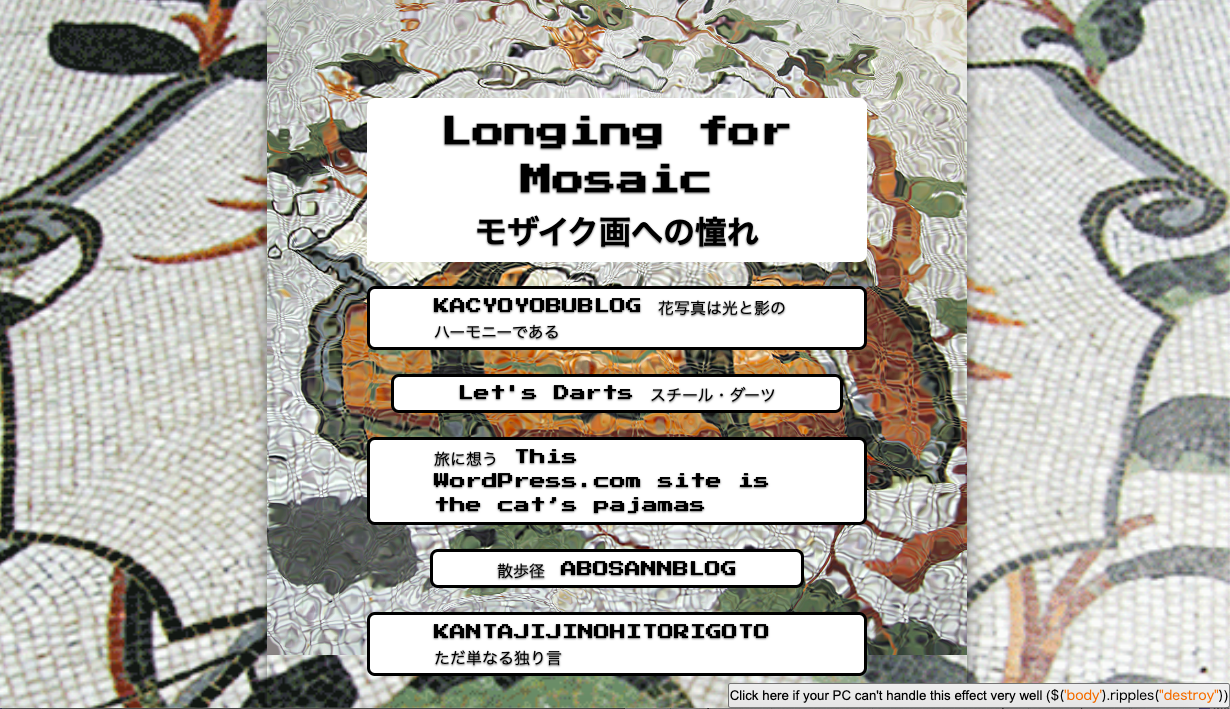 Longing for
Mosaic
モザイク画への憧れ
KACYOYOBUBLOG 花写真は光と影の
ハーモニーである
Let's Darts スチール・ダーツ
旅に想う This
WordPress.com site is
the cat’s pajamas
散歩径 ABOSANNBLOG
KANTAJIJINOHITORIGOTO
ただ単なる独り言
Click here if your PC can't handle this effect very well ($('body').ripples("destroy"))